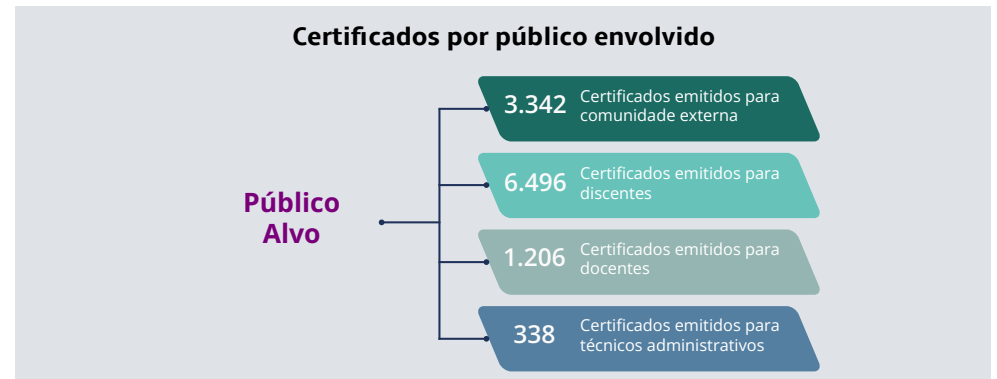 Certificados por público envolvido
Público
Alvo
3.342
Certificados emitidos para
comunidade externa
6.496
Certificados emitidos para
discentes
1.206
Certificados emitidos para
docentes
338
Certificados emitidos para
técnicos administrativos